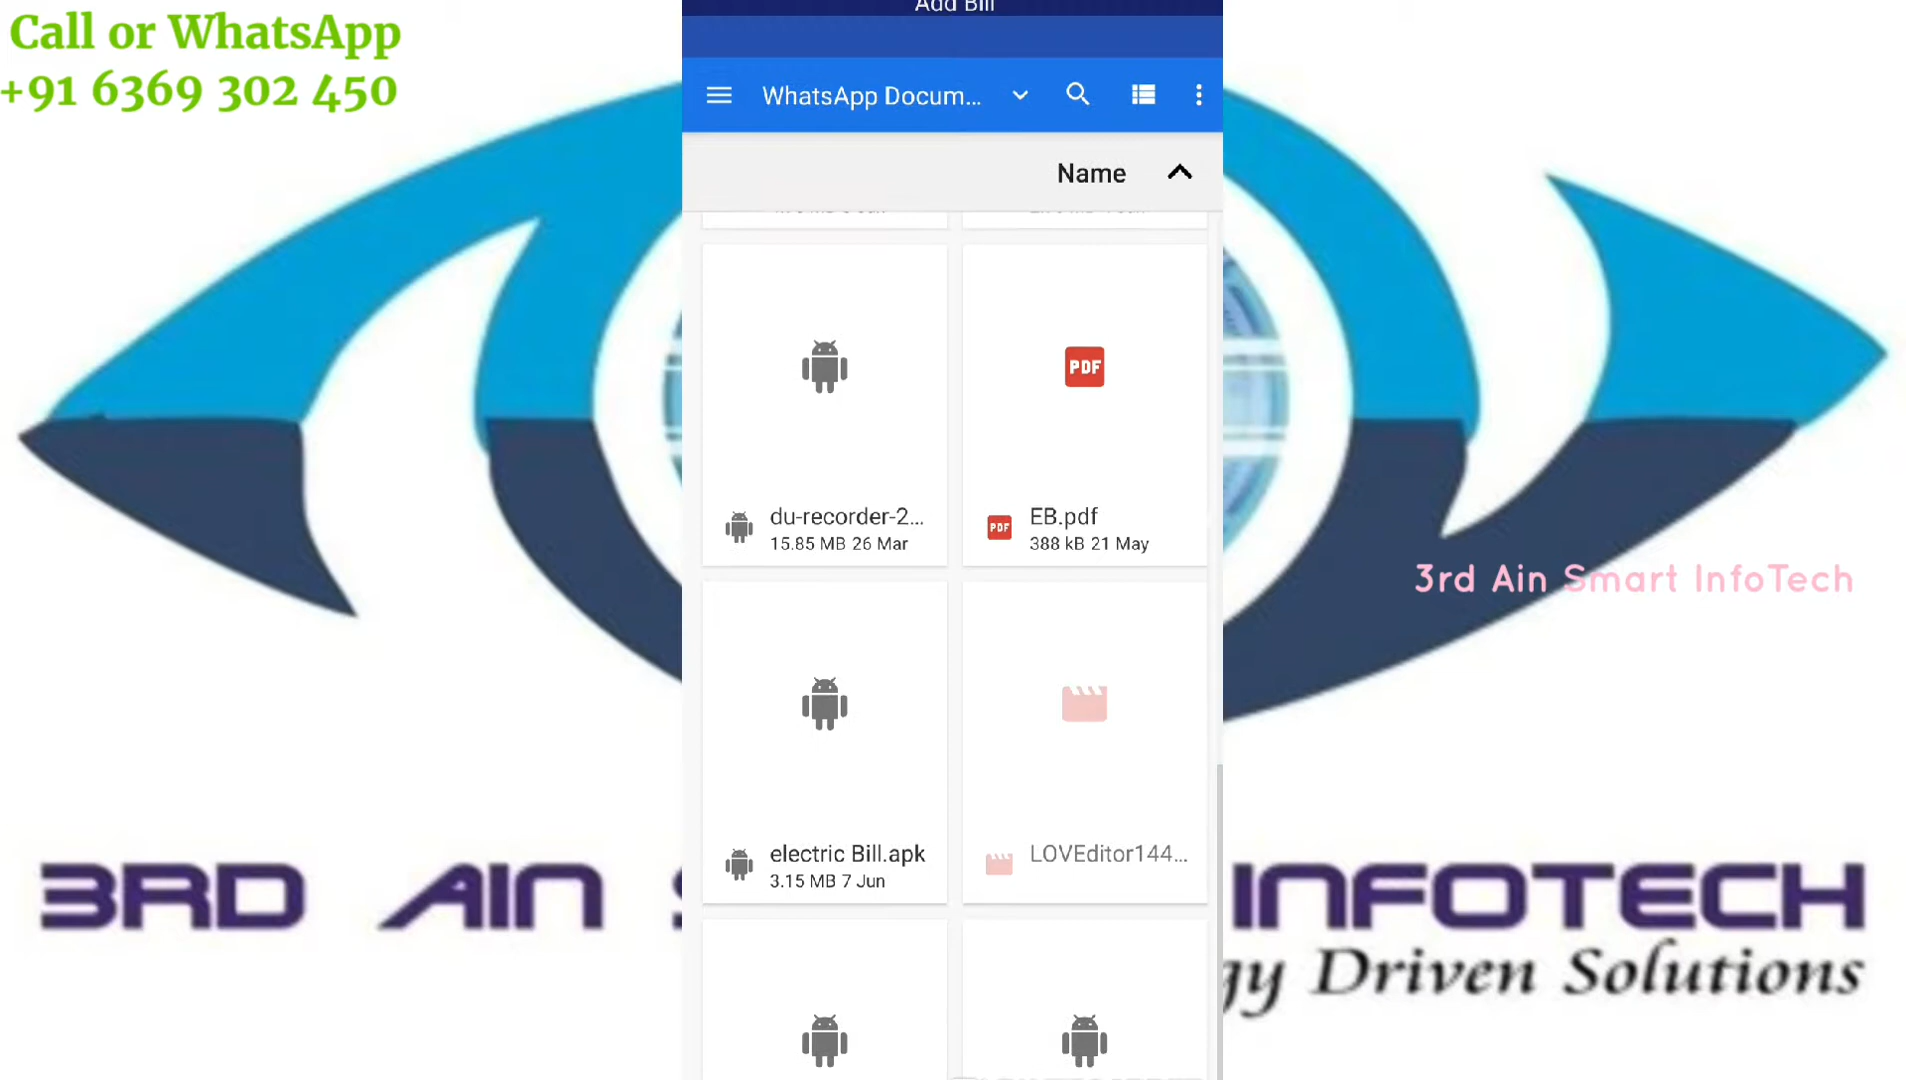 Call or WhatsApp
+91 6369 302 450
Add Bill
WhatsApp Docum...
Name
PDF
du-recorder-2...
15.85 MB 26 Mar
PDF
EB.pdf
388 kB 21 May
3rd Ain Smart InfoTech
electric Bill.apk
3.15 MB 7 Jun
LOVEditor144...
3RD AIN S
INFOTECH
gy Driven Solutions